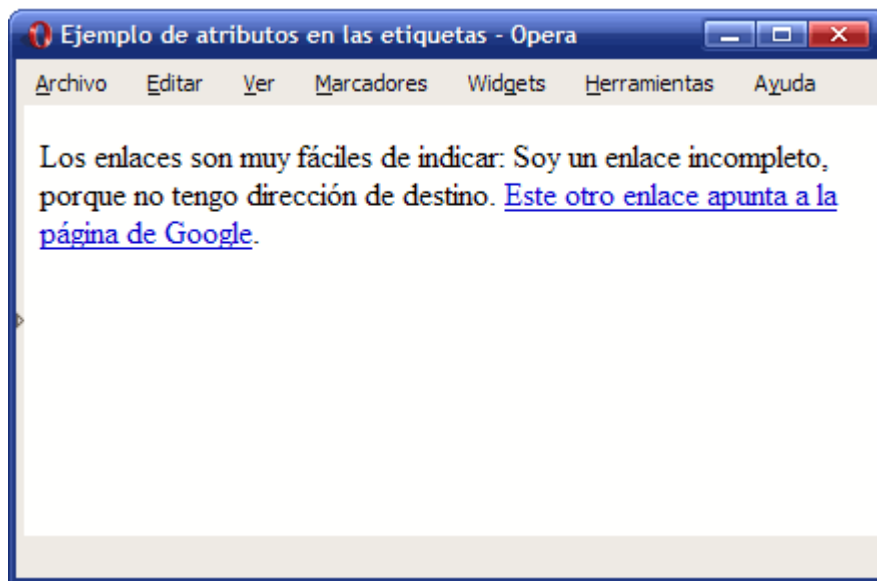 Ejemplo de atributos en las etiquetas - Opera
Archivo Editar Ver Marcadores Widgets Herramientas Ayuda
Los enlaces son muy fáciles de indicar: Soy un enlace incompleto,
porque no tengo dirección de destino. Este otro enlace apunta a la
página de Google.